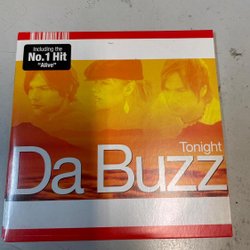 Including the
No.1 Hit
"Alive"
Tonight
Da Buzz